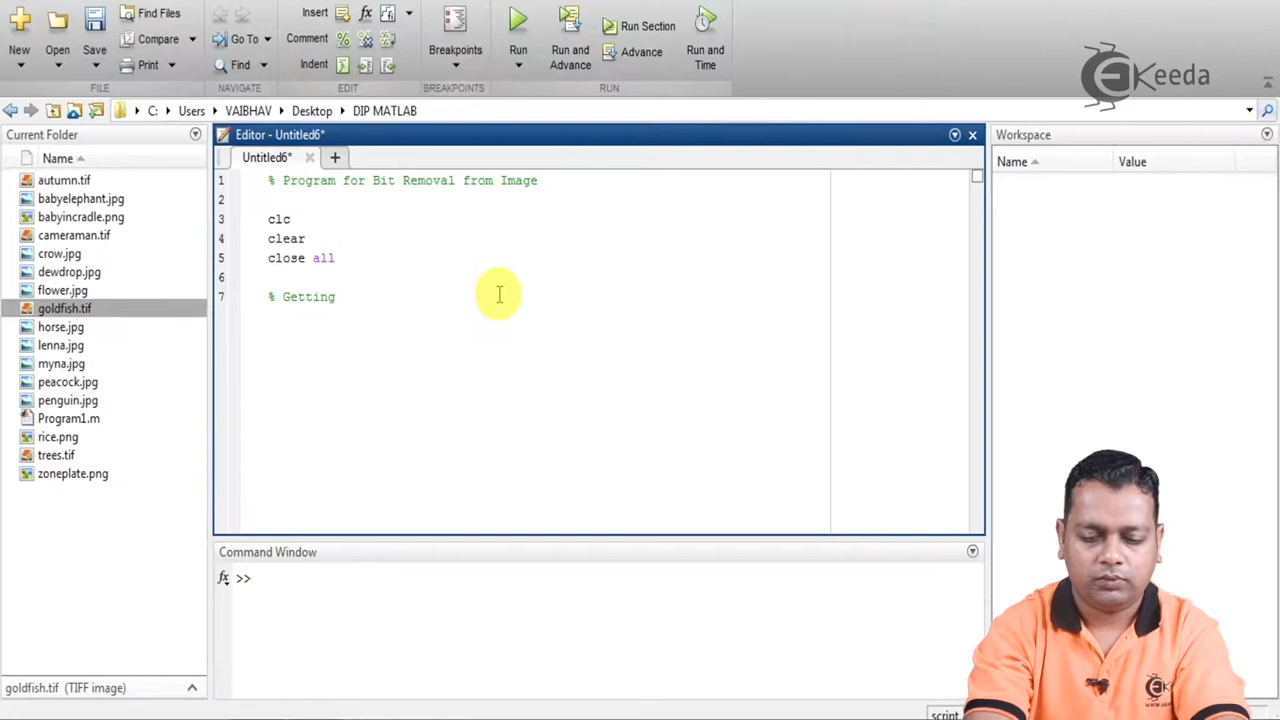 Find Files
Insert
fx
Run Section
New
Open
Save
Compare
Go To
Comment
Breakpoints
Run
Run and
Advance
Advance
Run and
Time
Print
Find
Indent
FILE
NAVIGATE
EDIT
BREAKPOINTS
RUN
eKeeda
C: Users VAIBHAV Desktop DIP MATLAB
Current Folder
Name
autumn.tif
babyelephant.jpg
babyincradle.png
cameraman.tif
crow.jpg
dewdrop.jpg
flower.jpg
goldfish.tif
horse.jpg
lenna.jpg
myna.jpg
peacock.jpg
penguin.jpg
Program1.m
rice.png
trees.tif
zoneplate.png
goldfish.tif (TIFF image)
Editor - Untitled6*
Untitled6*
1 % Program for Bit Removal from Image
2
3 clc
4 clear
5 close all
6
7 % Getting
Command Window
fx >>
Workspace
Name Value
script